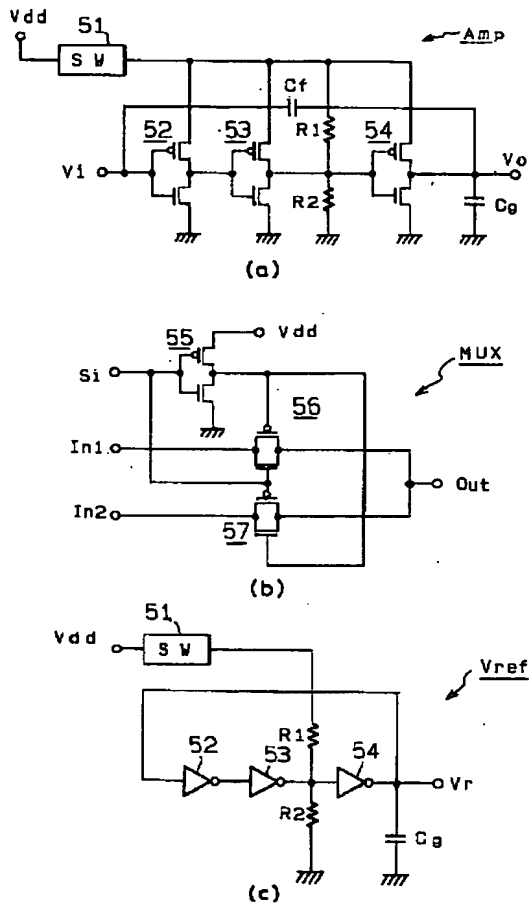 Vdd
51
SW
Amp
Cf
52
53
R1
54
Vi
Vo
R2
Cg
(a)
55
Vdd
MUX
Si
56
In1
Out
In2
57
(b)
51
Vdd
SW
Vref
R1
52
53
54
Vr
R2
Cg
(c)